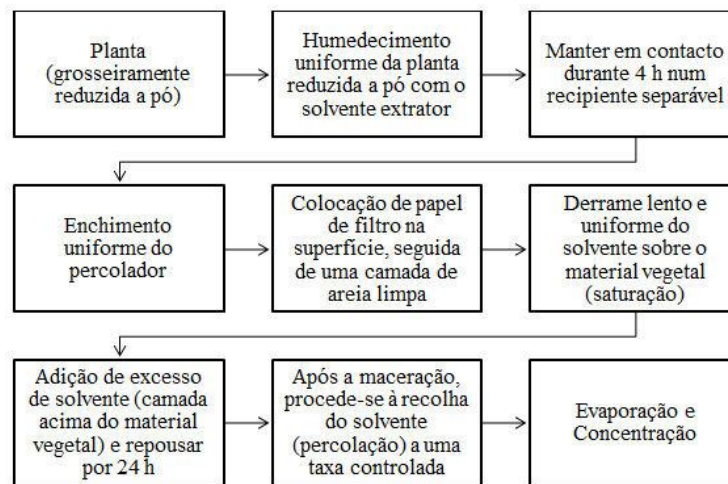 Planta
(grosseiramente
reduzida a pó)
Humedecimento
uniforme da planta
reduzida a pó com o
solvente extrator
Manter em contacto
durante 4 h num
recipiente separável
Enchimento
uniforme do
percolador
Colocação de papel
de filtro na
superfície, seguida
de uma camada de
areia limpa
Derrame lento e
uniforme do
solvente sobre o
material vegetal
(saturação)
Adição de excesso
de solvente (camada
acima do material
vegetal) e repousar
por 24 h
Após a maceração,
procede-se à recolha
do solvente
(percolação) a uma
taxa controlada
Evaporação e
Concentração